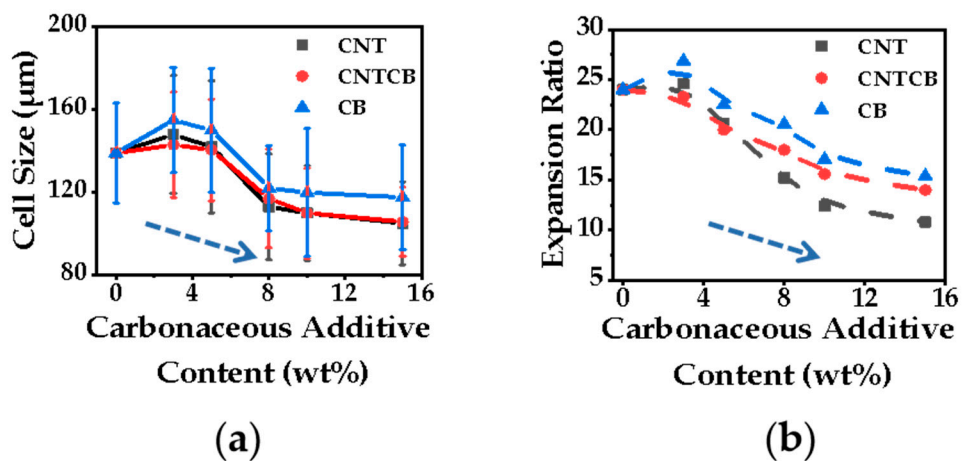 200
160
120
80
Cell Size (μm)
CNT
CNTCB
CB
0 4 8 12 16
Carbonaceous Additive
Content (wt%)
(a)
30
25
20
15
10
5
Expansion Ratio
CNT
CNTCB
CB
0 4 8 12 16
Carbonaceous Additive
Content (wt%)
(b)